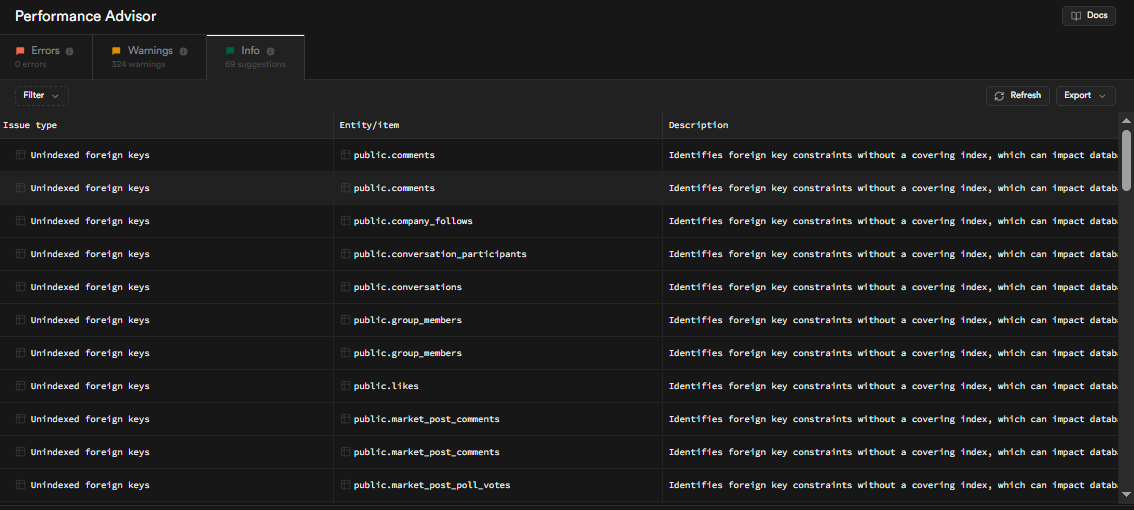 Performance Advisor
Docs
Errors
0 errors
Warnings
324 warnings
Info
69 suggestions
Filter
Refresh
Export
Issue type Entity/item Description
Unindexed foreign keys public.comments Identifies foreign key constraints without a covering index, which can impact datab
Unindexed foreign keys public.comments Identifies foreign key constraints without a covering index, which can impact datab
Unindexed foreign keys public.company_follows Identifies foreign key constraints without a covering index, which can impact datab
Unindexed foreign keys public.conversation_participants Identifies foreign key constraints without a covering index, which can impact datab
Unindexed foreign keys public.conversations Identifies foreign key constraints without a covering index, which can impact datab
Unindexed foreign keys public.group_members Identifies foreign key constraints without a covering index, which can impact datab
Unindexed foreign keys public.group_members Identifies foreign key constraints without a covering index, which can impact datab
Unindexed foreign keys public.likes Identifies foreign key constraints without a covering index, which can impact datab
Unindexed foreign keys public.market_post_comments Identifies foreign key constraints without a covering index, which can impact datab
Unindexed foreign keys public.market_post_comments Identifies foreign key constraints without a covering index, which can impact datab
Unindexed foreign keys public.market_post_poll_votes Identifies foreign key constraints without a covering index, which can impact datab